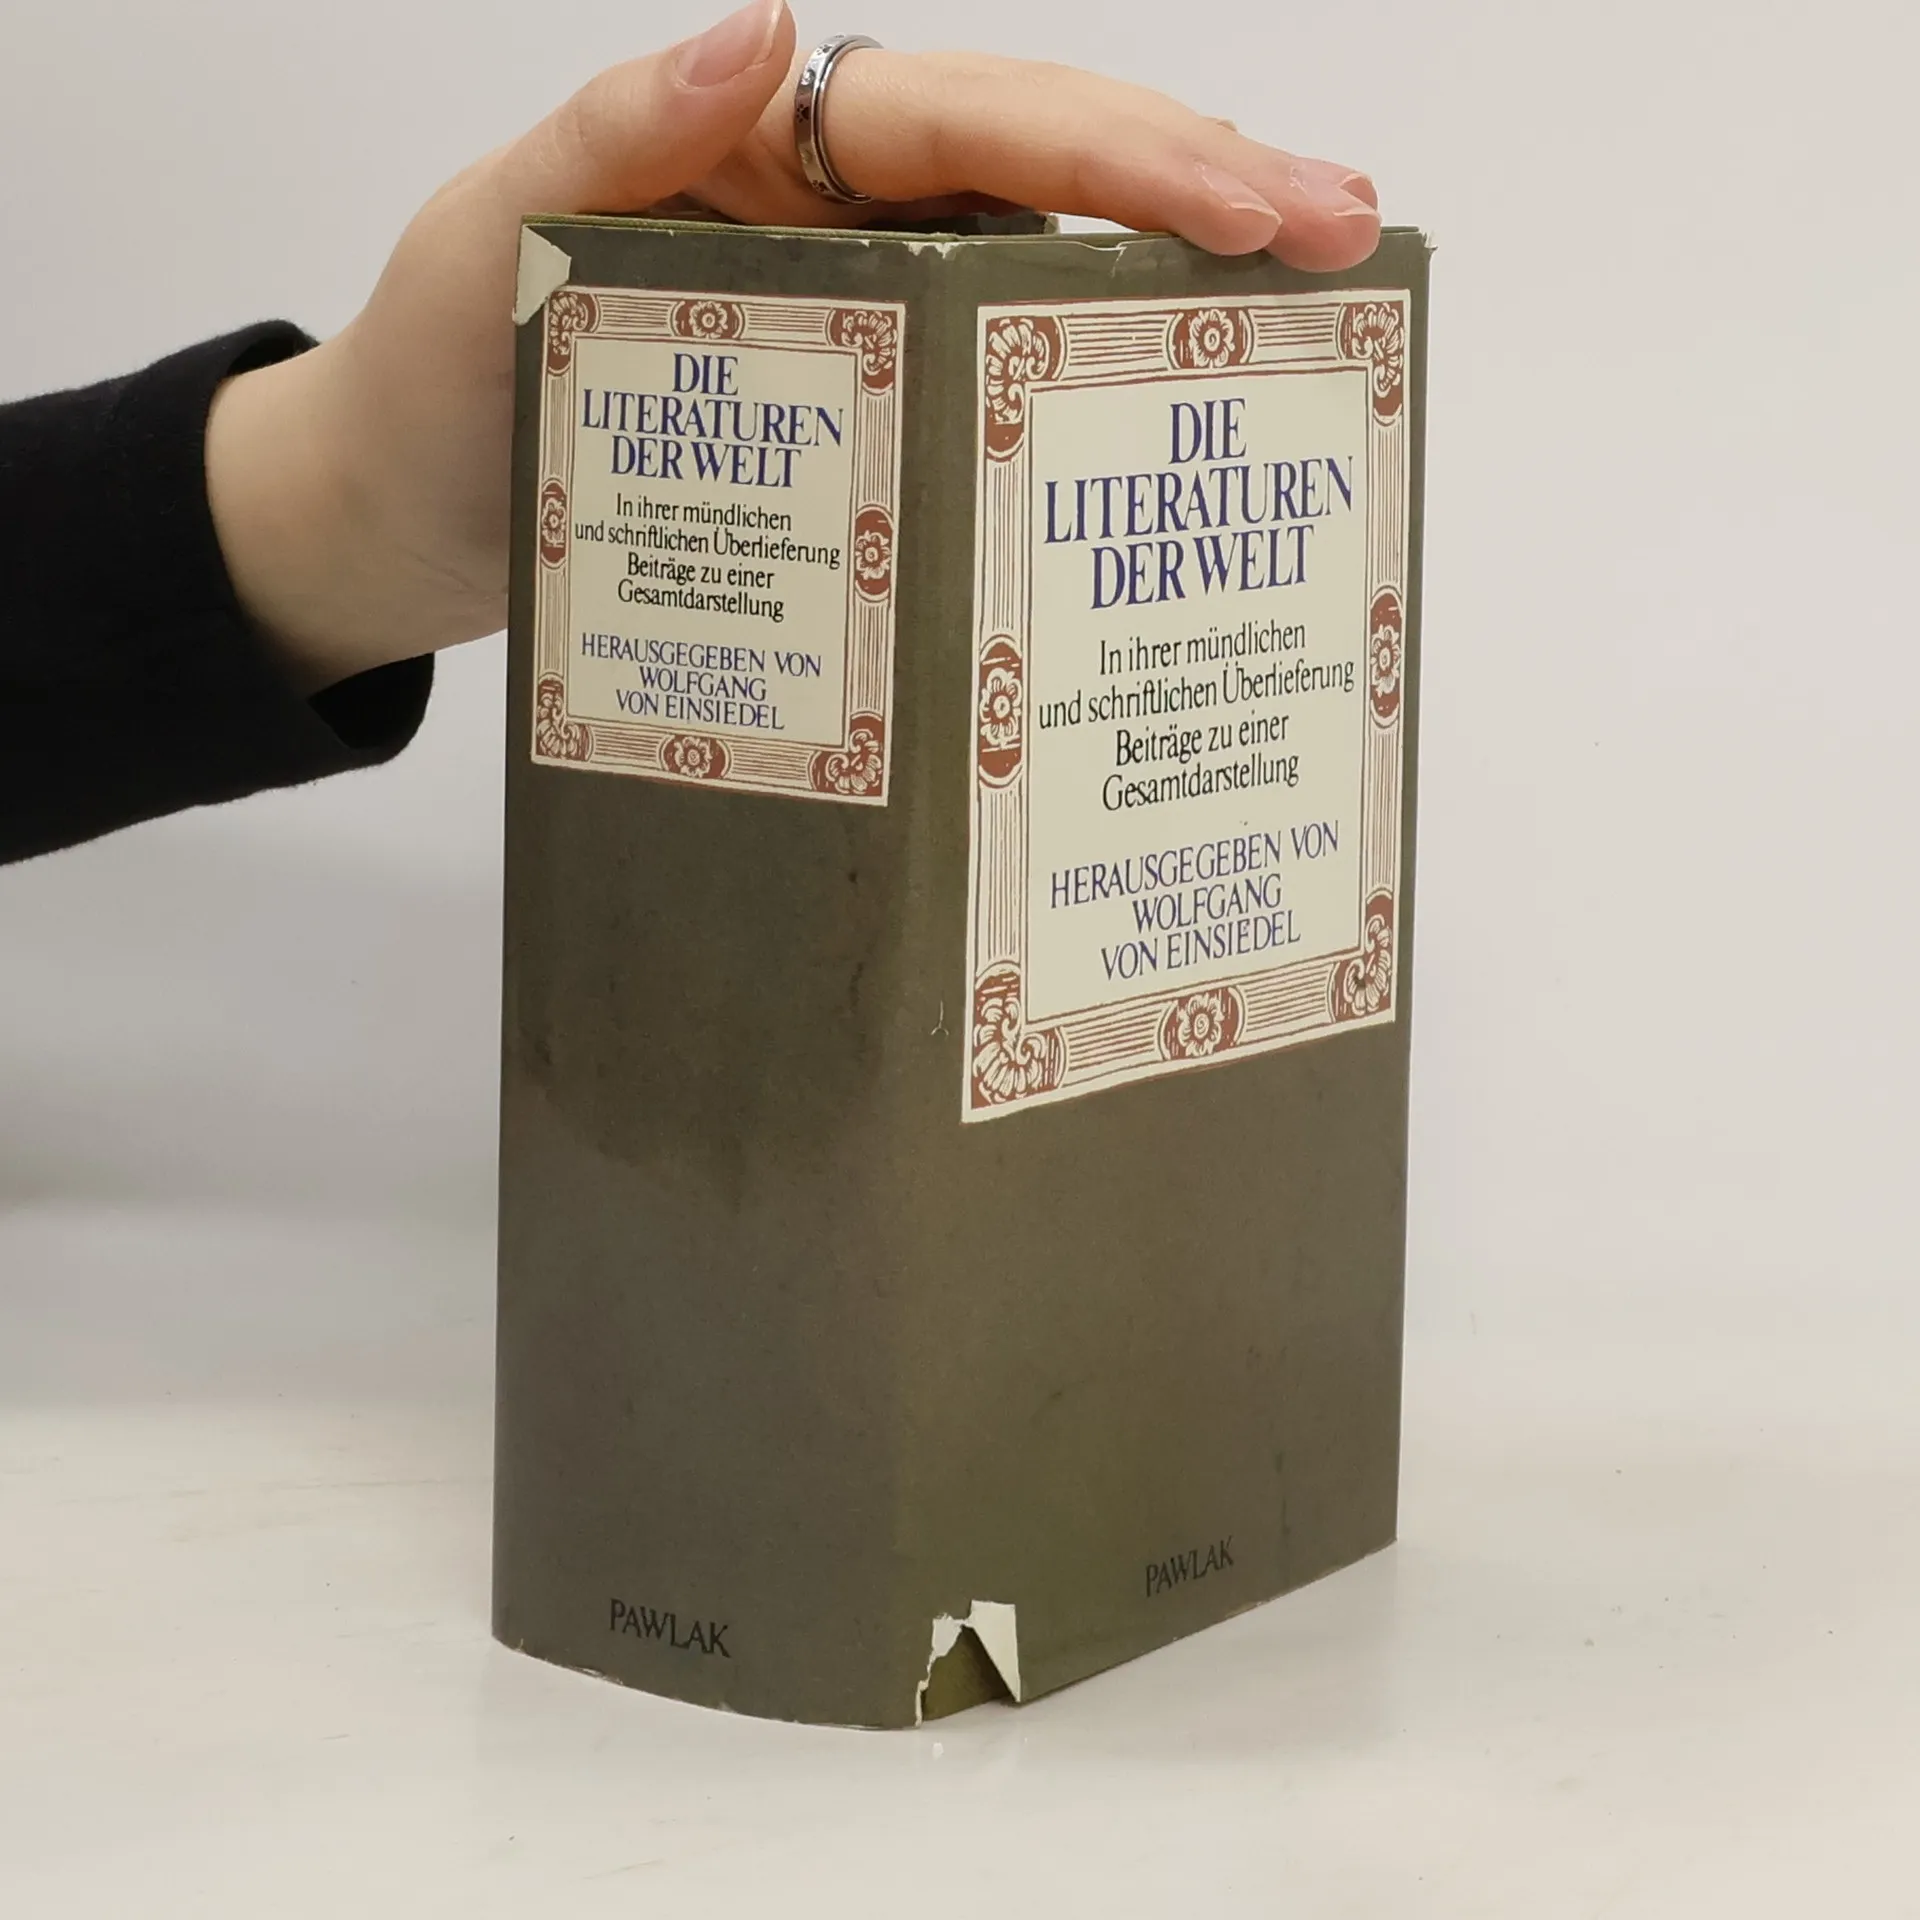 DIE
LITERATUREN
DER WELT
In ihrer mündlichen
und schriftlichen Überlieferung
Beiträge zu einer
Gesamtdarstellung
HERAUSGEGEBEN VON
WOLFGANG
VON EINSIEDEL
PAWLAK
DIE
LITERATUREN
DER WELT
In ihrer mündlichen
und schriftlichen Überlieferung
Beiträge zu einer
Gesamtdarstellung
HERAUSGEGEBEN VON
WOLFGANG
VON EINSIEDEL
PAWLAK